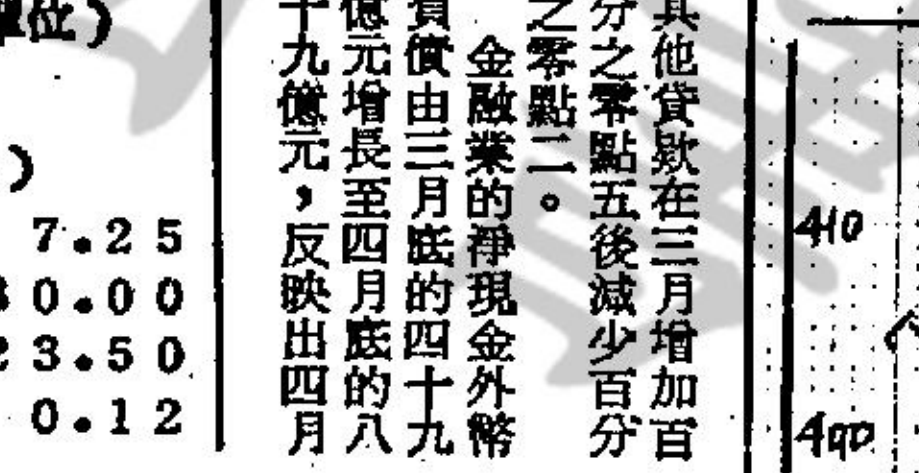 其他貸款在三月增加百
分之零點五後減少百分
之零點二。
金融業的淨現金外幣
負債由三月底的四十九
億元增長至四月底的八
十九億元，反映出四月
位)
)
7.25
0.00
3.50
0.12
410
400